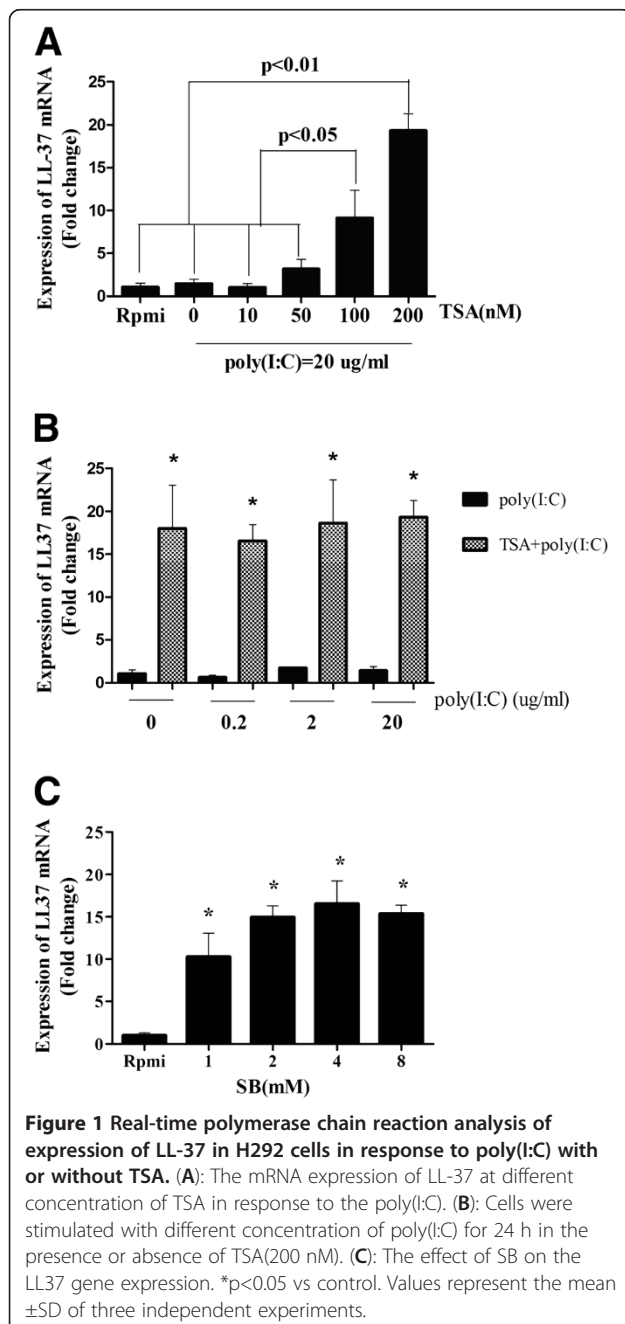 A
p<0.01
p<0.05
Expression of LL-37 mRNA
(Fold change)
25
20
15
10
5
0
Rpmi 0 10 50 100 200 TSA(nM)
poly(I:C)=20 ug/ml
B
Expression of LL37 mRNA
(Fold change)
25
20
15
10
5
0
* * * *
poly(I:C)
TSA+poly(I:C)
poly(I:C) (ug/ml)
0 0.2 2 20
C
Expression of LL37 mRNA
(Fold change)
25
20
15
10
5
0
* * * *
Rpmi 1 2 4 8
SB(mM)
Figure 1 Real-time polymerase chain reaction analysis of
expression of LL-37 in H292 cells in response to poly(I:C) with
or without TSA. (A): The mRNA expression of LL-37 at different
concentration of TSA in response to the poly(I:C). (B): Cells were
stimulated with different concentration of poly(I:C) for 24 h in the
presence or absence of TSA(200 nM). (C): The effect of SB on the
LL37 gene expression. *p<0.05 vs control. Values represent the mean
±SD of three independent experiments.